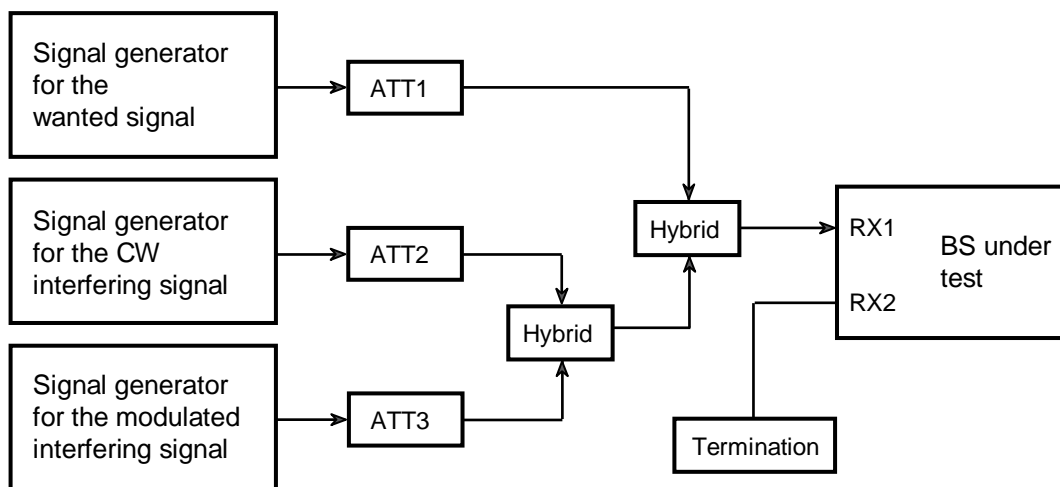 Signal generator
for the
wanted signal
ATT1
Signal generator
for the CW
interfering signal
ATT2
Signal generator
for the modulated
interfering signal
ATT3
Hybrid
Hybrid
RX1
RX2
BS under
test
Termination